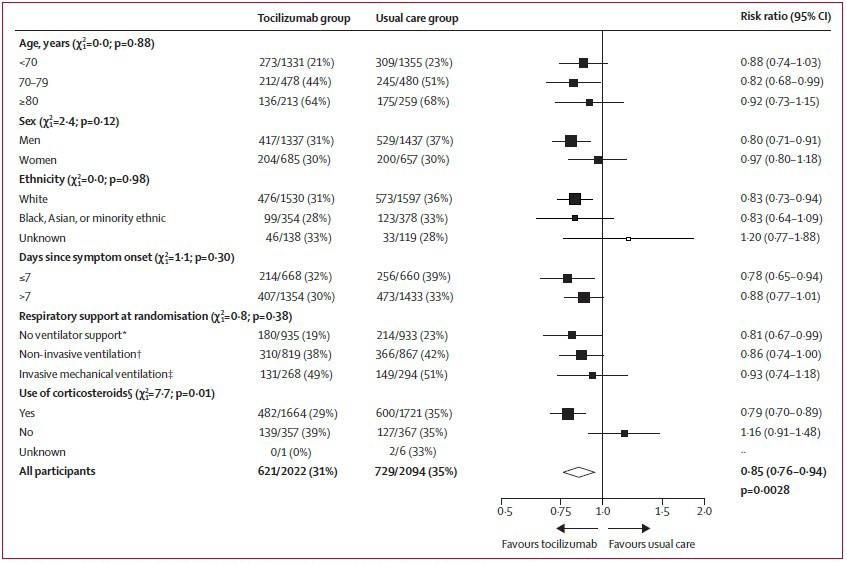 Tocilizumab group Usual care group Risk ratio (95% CI)
Age, years (χ²₁=0·0; p=0·88)
<70 273/1331 (21%) 309/1355 (23%) 0·88 (0·74–1·03)
70–79 212/478 (44%) 245/480 (51%) 0·82 (0·68–0·99)
≥80 136/213 (64%) 175/259 (68%) 0·92 (0·73–1·15)
Sex (χ²₁=2·4; p=0·12)
Men 417/1337 (31%) 529/1437 (37%) 0·80 (0·71–0·91)
Women 204/685 (30%) 200/657 (30%) 0·97 (0·80–1·18)
Ethnicity (χ²₁=0·0; p=0·98)
White 476/1530 (31%) 573/1597 (36%) 0·83 (0·73–0·94)
Black, Asian, or minority ethnic 99/354 (28%) 123/378 (33%) 0·83 (0·64–1·09)
Unknown 46/138 (33%) 33/119 (28%) 1·20 (0·77–1·88)
Days since symptom onset (χ²₁=1·1; p=0·30)
≤7 214/668 (32%) 256/660 (39%) 0·78 (0·65–0·94)
>7 407/1354 (30%) 473/1433 (33%) 0·88 (0·77–1·01)
Respiratory support at randomisation (χ²₁=0·8; p=0·38)
No ventilator support* 180/935 (19%) 214/933 (23%) 0·81 (0·67–0·99)
Non-invasive ventilation† 310/819 (38%) 366/867 (42%) 0·86 (0·74–1·00)
Invasive mechanical ventilation‡ 131/268 (49%) 149/294 (51%) 0·93 (0·74–1·18)
Use of corticosteroids§ (χ²₁=7·7; p=0·01)
Yes 482/1664 (29%) 600/1721 (35%) 0·79 (0·70–0·89)
No 139/357 (39%) 127/367 (35%) 1·16 (0·91–1·48)
Unknown 0/1 (0%) 2/6 (33%) ··
All participants 621/2022 (31%) 729/2094 (35%) 0·85 (0·76–0·94)
p=0·0028
0·5 0·75 1·0 1·5 2·0
Favours tocilizumab Favours usual care